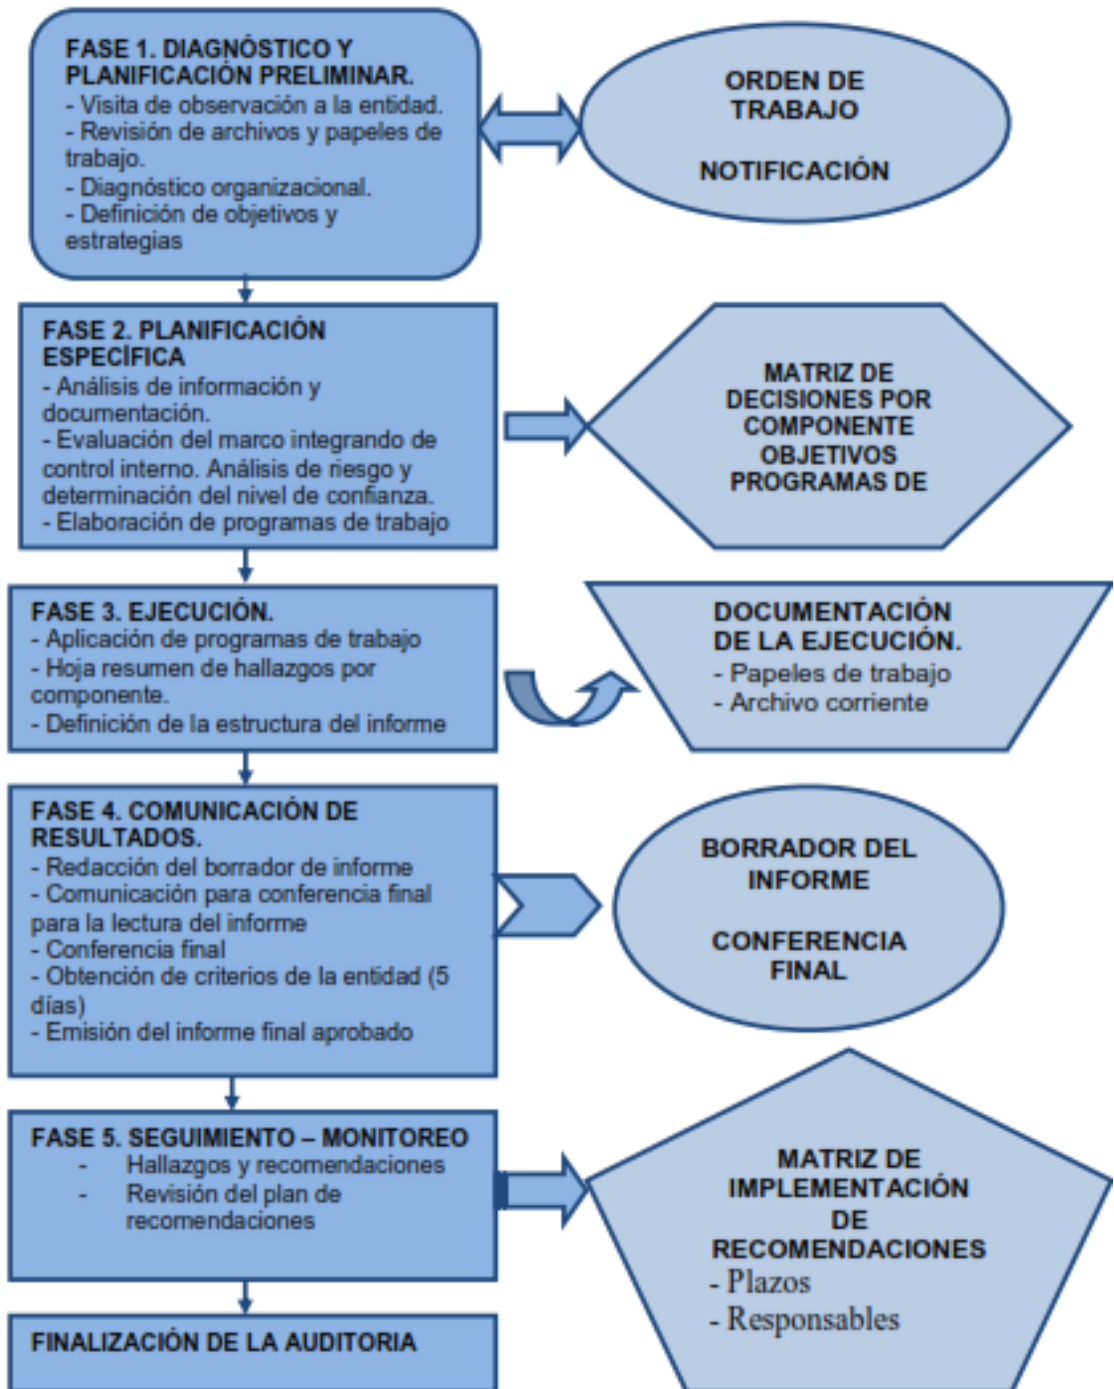 FASE 1. DIAGNÓSTICO Y
PLANIFICACIÓN PRELIMINAR.
- Visita de observación a la entidad.
- Revisión de archivos y papeles de
trabajo.
- Diagnóstico organizacional.
- Definición de objetivos y
estrategias
ORDEN DE
TRABAJO
NOTIFICACIÓN
FASE 2. PLANIFICACIÓN
ESPECÍFICA
- Análisis de información y
documentación.
- Evaluación del marco integrando de
control interno. Análisis de riesgo y
determinación del nivel de confianza.
- Elaboración de programas de trabajo
MATRIZ DE
DECISIONES POR
COMPONENTE
OBJETIVOS
PROGRAMAS DE
FASE 3. EJECUCIÓN.
- Aplicación de programas de trabajo
- Hoja resumen de hallazgos por
componente.
- Definición de la estructura del informe
DOCUMENTACIÓN
DE LA EJECUCIÓN.
- Papeles de trabajo
- Archivo corriente
FASE 4. COMUNICACIÓN DE
RESULTADOS.
- Redacción del borrador de informe
- Comunicación para conferencia final
para la lectura del informe
- Conferencia final
- Obtención de criterios de la entidad (5
días)
- Emisión del informe final aprobado
BORRADOR DEL
INFORME
CONFERENCIA
FINAL
FASE 5. SEGUIMIENTO – MONITOREO
- Hallazgos y recomendaciones
- Revisión del plan de
recomendaciones
MATRIZ DE
IMPLEMENTACIÓN
DE
RECOMENDACIONES
- Plazos
- Responsables
FINALIZACIÓN DE LA AUDITORIA